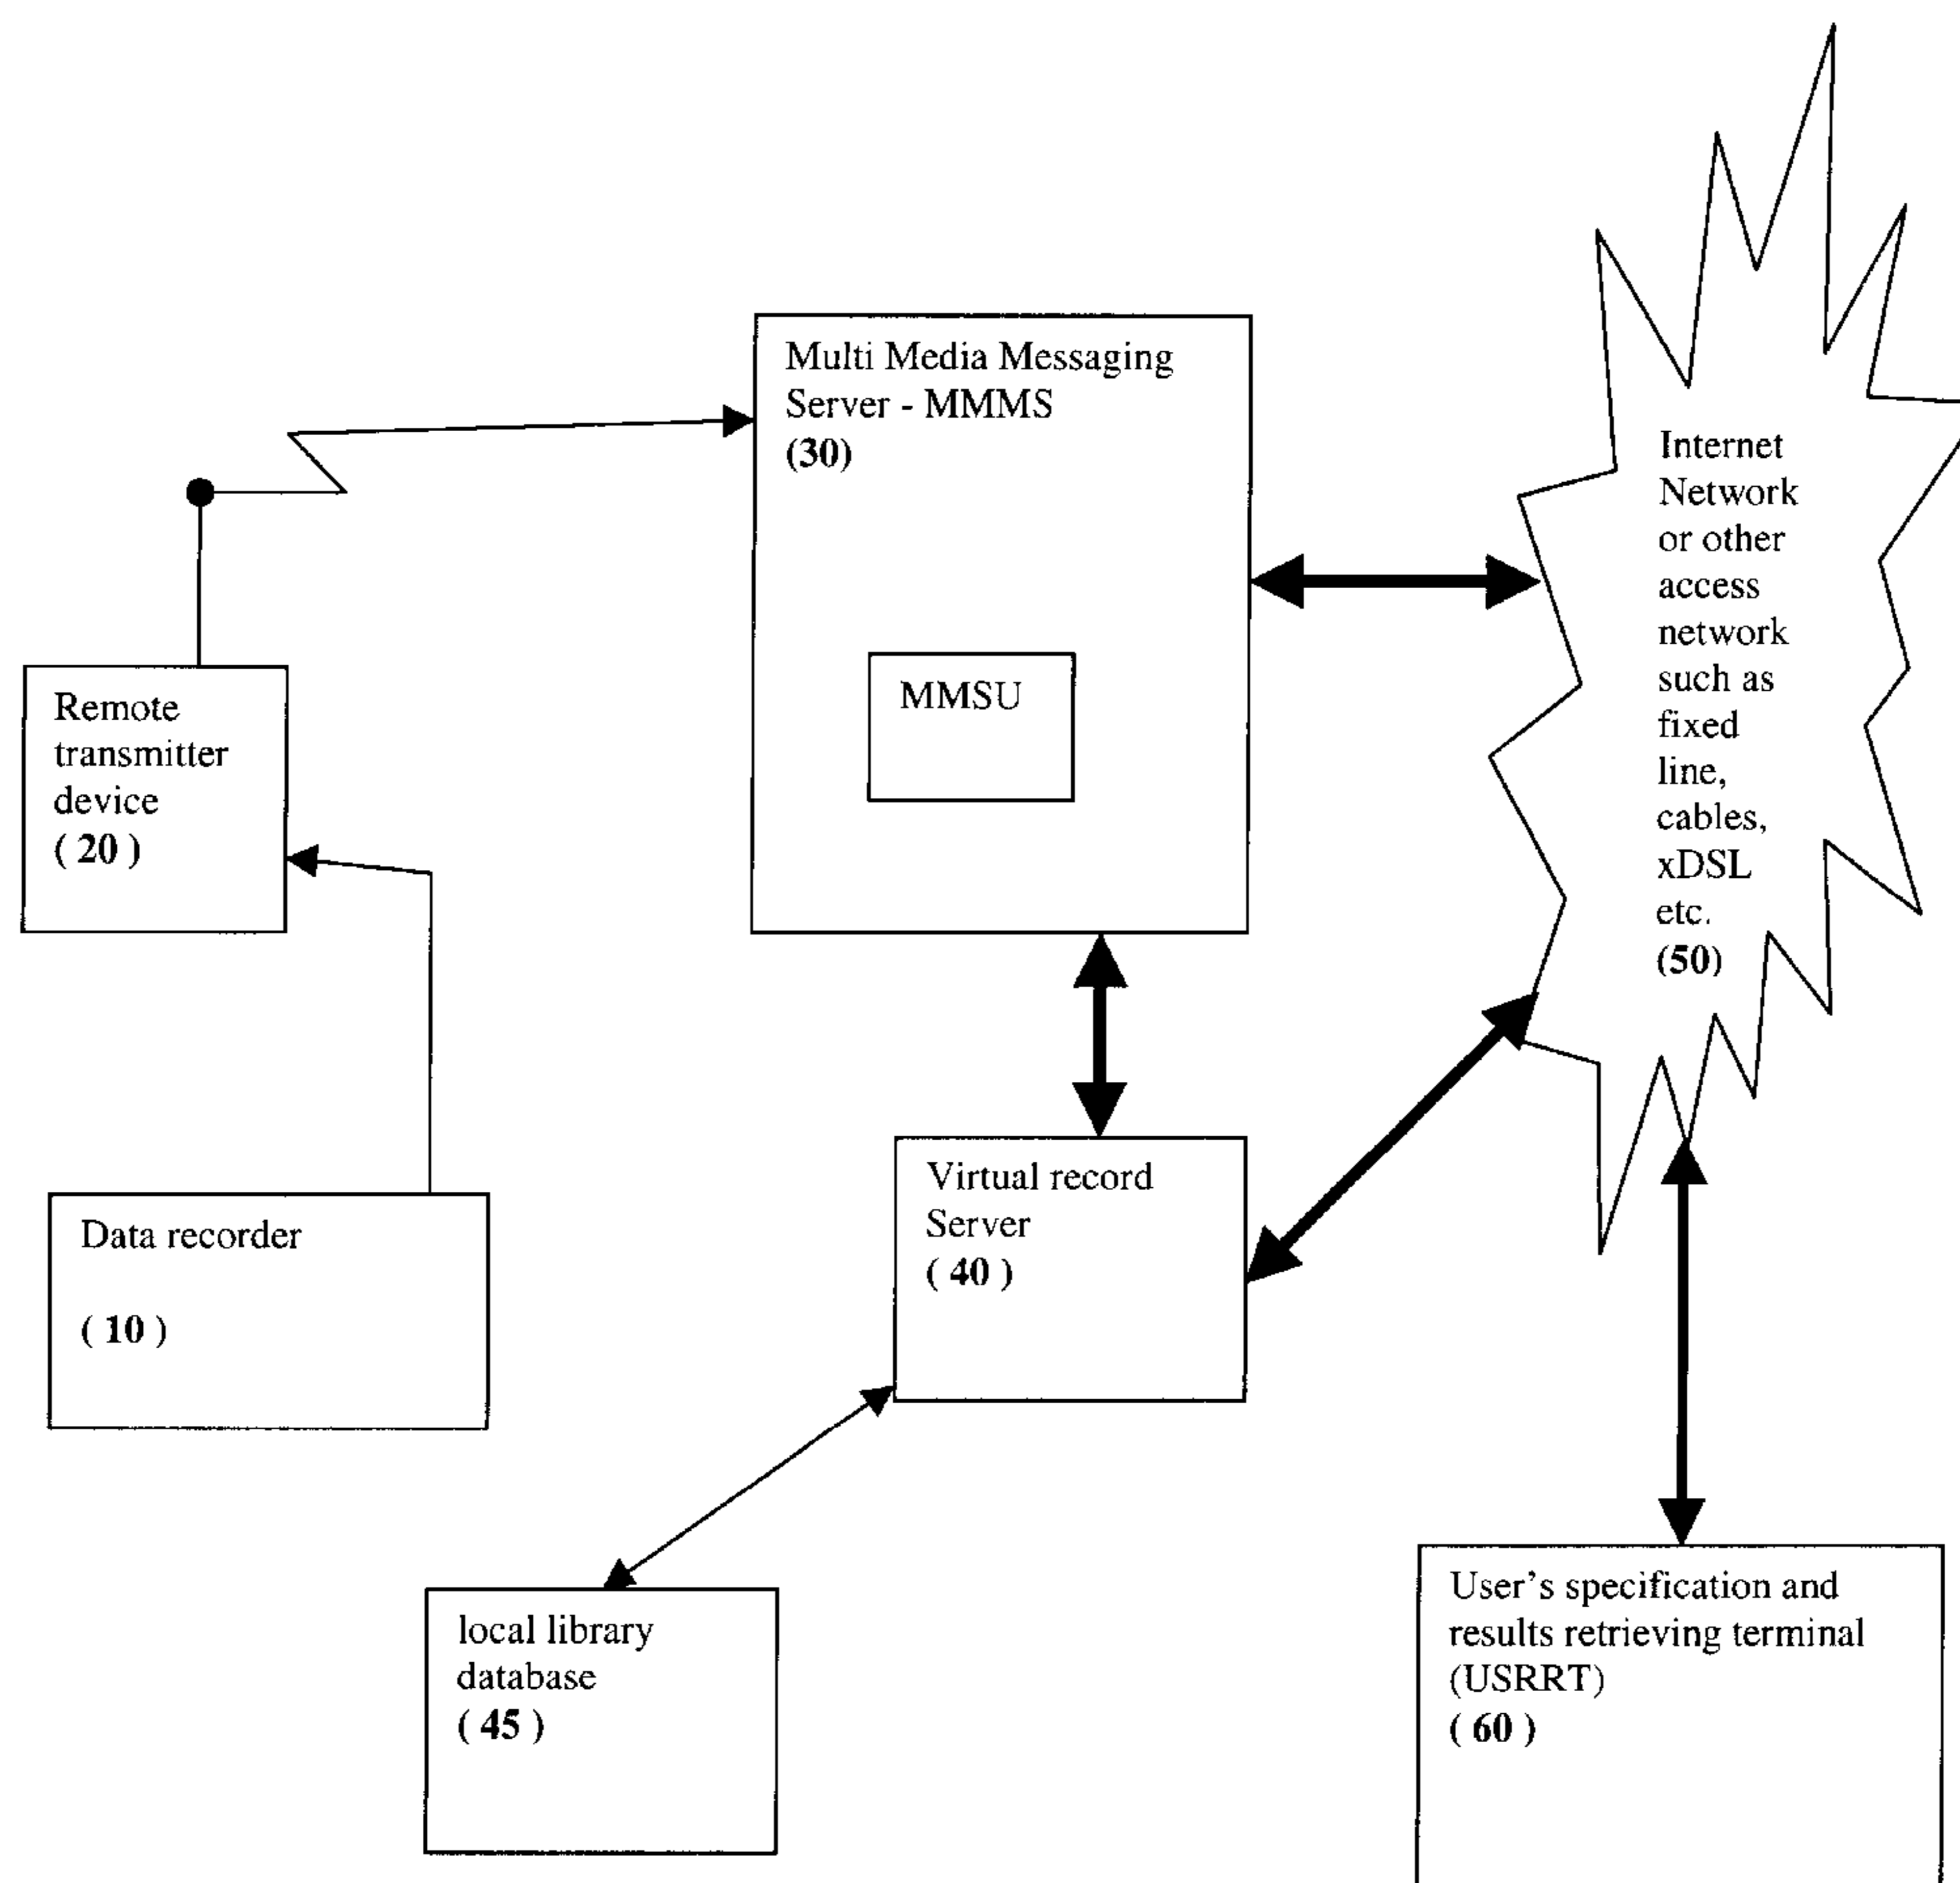 Multi Media Messaging
Server - MMMS
(30)
MMSU
Internet
Network
or other
access
network
such as
fixed
line,
cables,
xDSL
etc.
(50)
Remote
transmitter
device
( 20 )
Data recorder
( 10 )
Virtual record
Server
( 40 )
local library
database
( 45 )
User's specification and
results retrieving terminal
(USRRT)
( 60 )